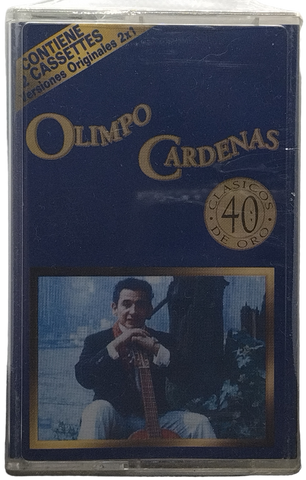 CONTIENE
2 CASSETTES
Versiones Originales 2x1
OLIMPO
CARDENAS
CLASICOS
40
DE ORO